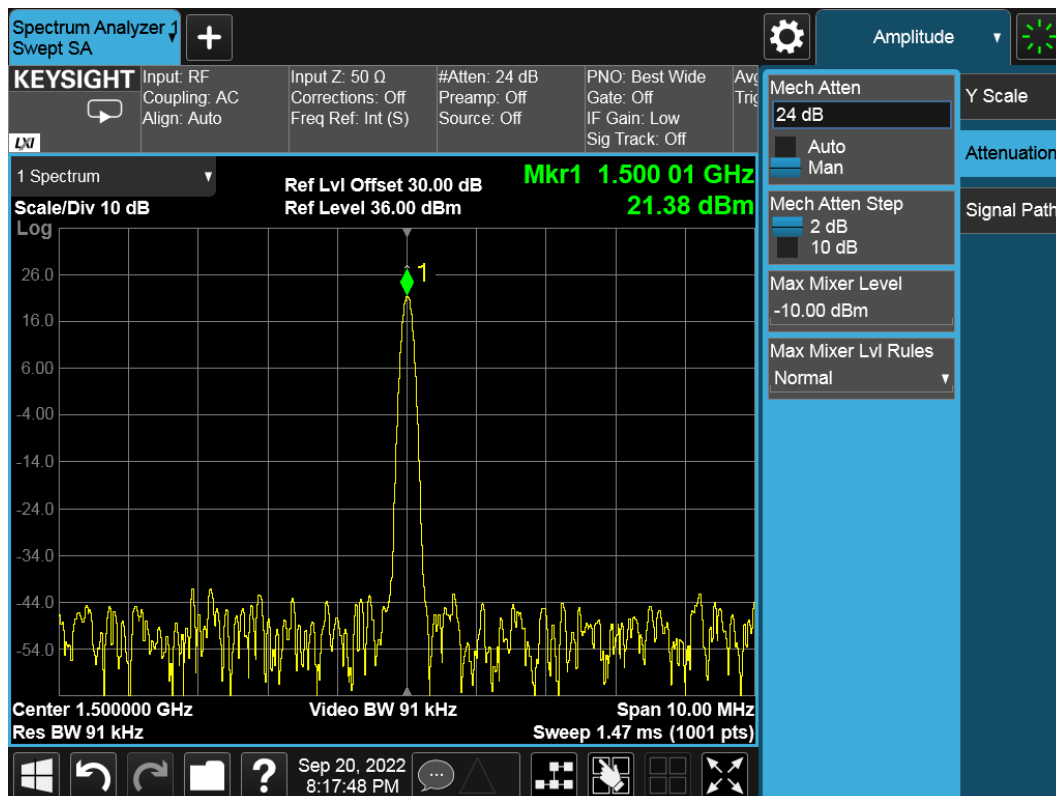 Spectrum Analyzer 1
Swept SA
Amplitude
KEYSIGHT
LXI
Input: RF
Coupling: AC
Align: Auto
Input Z: 50 Ω
Corrections: Off
Freq Ref: Int (S)
#Atten: 24 dB
Preamp: Off
Source: Off
PNO: Best Wide
Gate: Off
IF Gain: Low
Sig Track: Off
Avg
Trig
1 Spectrum
Scale/Div 10 dB
Log
Ref Lvl Offset 30.00 dB
Ref Level 36.00 dBm
Mkr1 1.500 01 GHz
21.38 dBm
1
26.0
16.0
6.00
-4.00
-14.0
-24.0
-34.0
-44.0
-54.0
Center 1.500000 GHz
Video BW 91 kHz
Span 10.00 MHz
Res BW 91 kHz
Sweep 1.47 ms (1001 pts)
Mech Atten
24 dB
Auto
Man
Mech Atten Step
2 dB
10 dB
Max Mixer Level
-10.00 dBm
Max Mixer Lvl Rules
Normal
Y Scale
Attenuation
Signal Path
?
Sep 20, 2022
8:17:48 PM